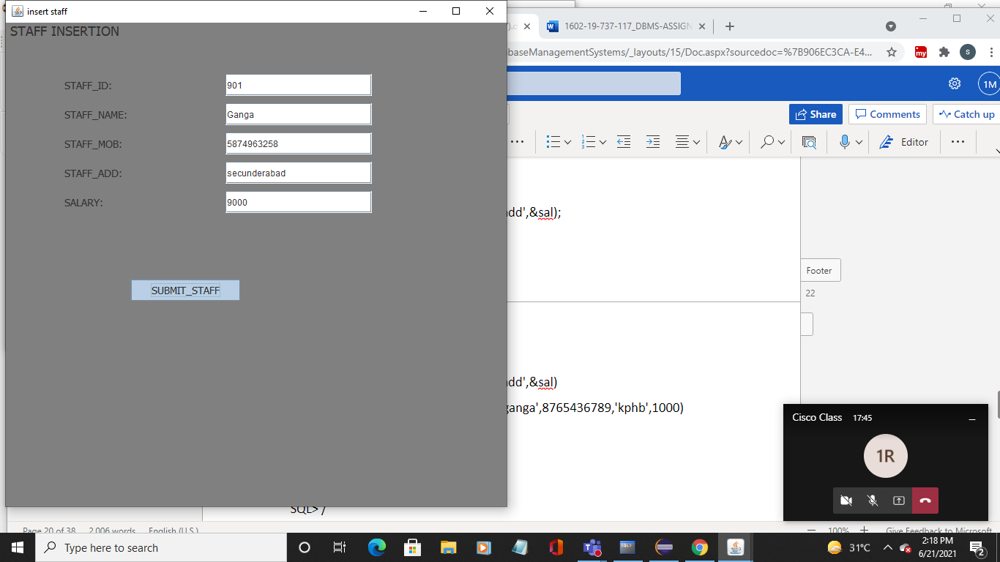 insert staff
STAFF INSERTION
STAFF_ID:
901
STAFF_NAME:
Ganga
STAFF_MOB:
5874963258
STAFF_ADD:
secunderabad
SALARY:
9000
SUBMIT_STAFF
1602-19-737-117_DBMS-ASSIGN
baseManagementSystems/_layouts/15/Doc.aspx?sourcedoc=%7B906EC3CA-E4...
my
S
1M
Share
Comments
Catch up
Editor
dd',&sal);
Footer
22
dd',&sal)
ganga',8765436789,'kphb',1000)
SQL> /
Cisco Class 17:45
1R
Page 20 of 38 2,006 words English (U.S.)
100% Give Feedback to Microsoft
Type here to search
SQL>
31°C
2:18 PM
6/21/2021
2